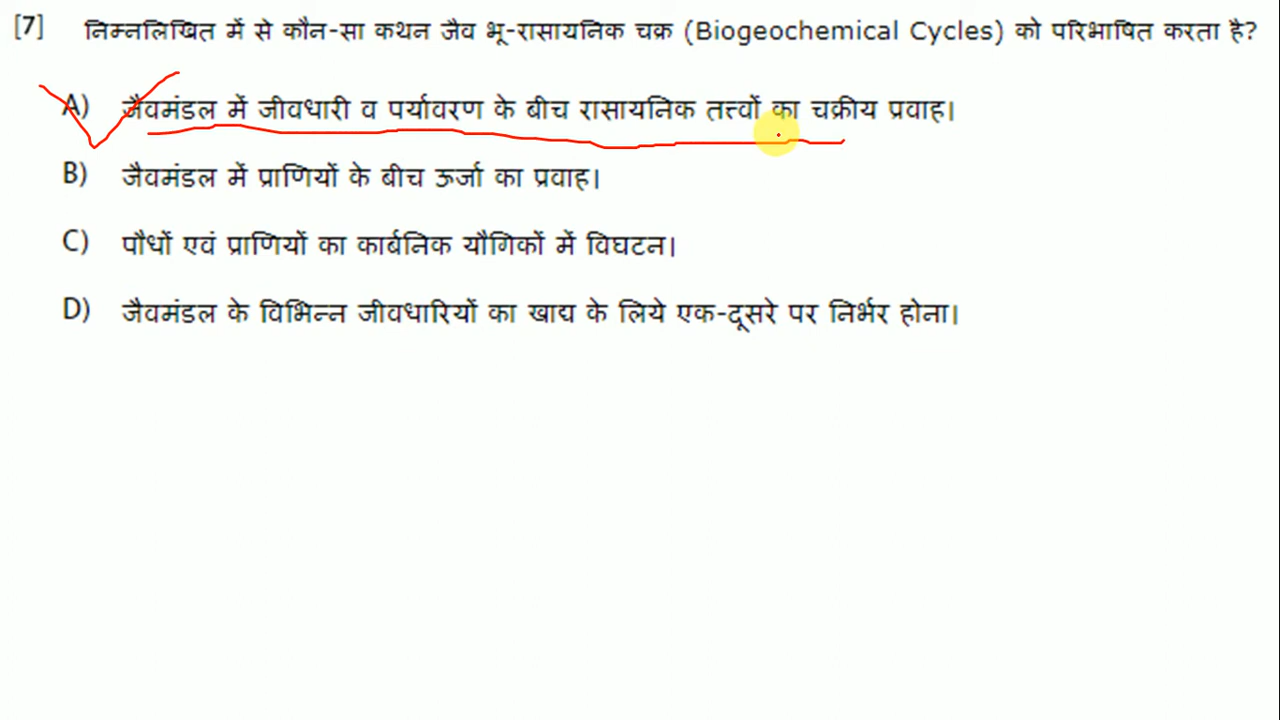 [7] निम्नलिखित में से कौन-सा कथन जैव भू-रासायनिक चक्र (Biogeochemical Cycles) को परिभाषित करता है?
A) जैवमंडल में जीवधारी व पर्यावरण के बीच रासायनिक तत्त्वों का चक्रीय प्रवाह।
B) जैवमंडल में प्राणियों के बीच ऊर्जा का प्रवाह।
C) पौधों एवं प्राणियों का कार्बनिक यौगिकों में विघटन।
D) जैवमंडल के विभिन्न जीवधारियों का खाद्य के लिये एक-दूसरे पर निर्भर होना।